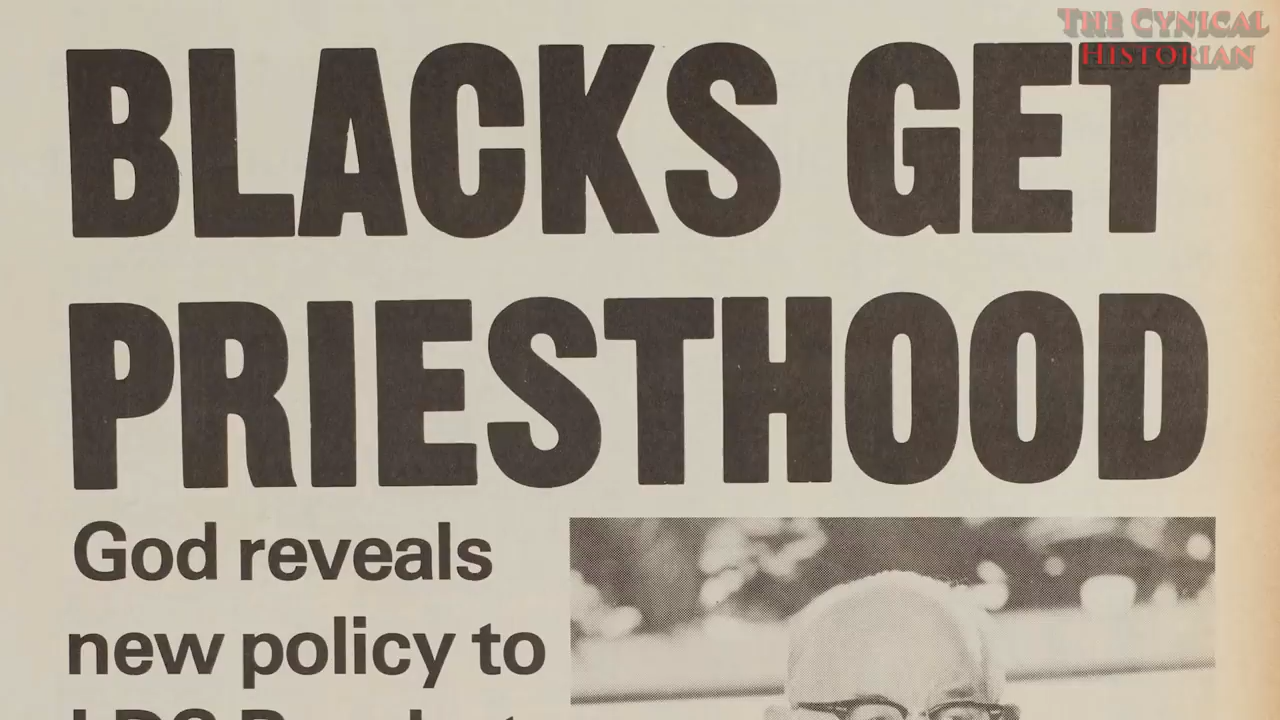 THE CYNICAL
HISTORIAN
BLACKS GET
PRIESTHOOD
God reveals
new policy to